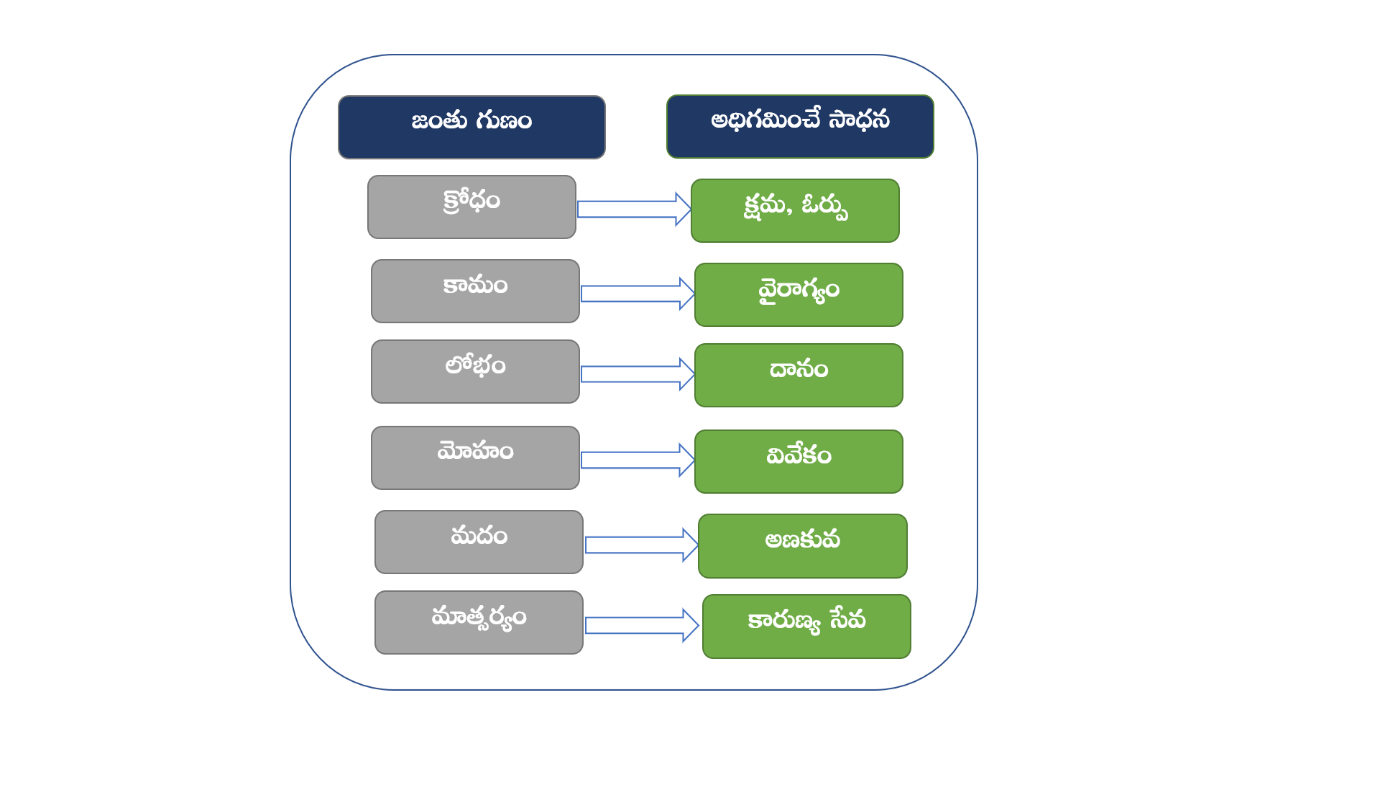 జంతు గుణం
అధిగమించే సాధన
క్రోధం
క్షమ, ఓర్పు
కామం
వైరాగ్యం
లోభం
దానం
మోహం
వివేకం
మదం
అణకువ
మాత్సర్యం
కారుణ్య సేవ